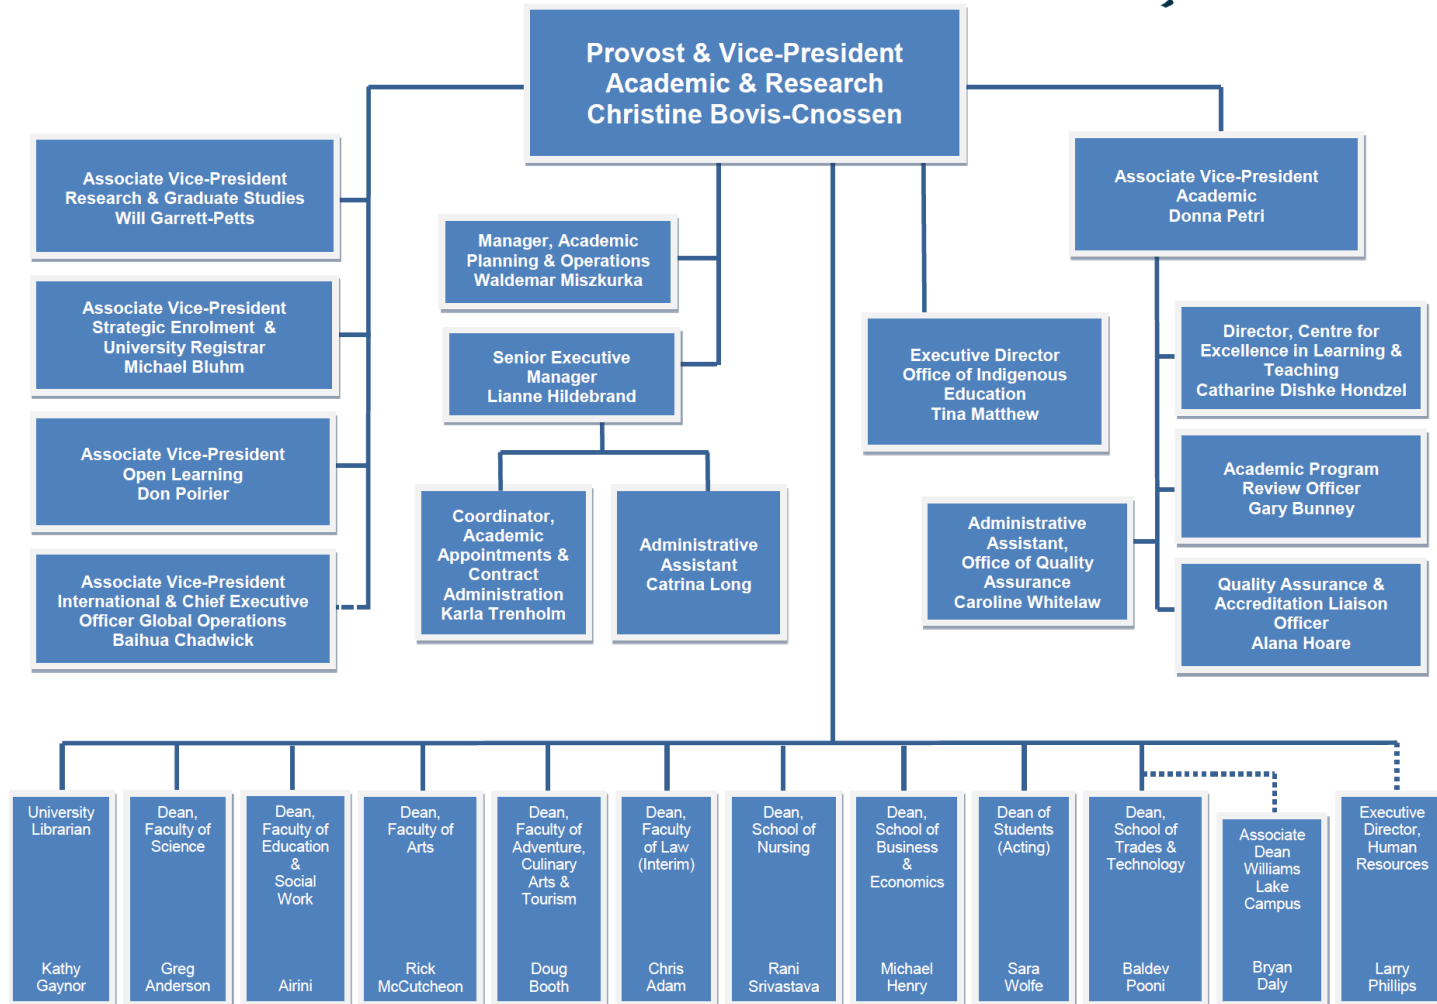 Provost & Vice-President
Academic & Research
Christine Bovis-Cnossen
Associate Vice-President
Research & Graduate Studies
Will Garrett-Petts
Associate Vice-President
Strategic Enrolment &
University Registrar
Michael Bluhm
Associate Vice-President
Open Learning
Don Poirier
Associate Vice-President
International & Chief Executive
Officer Global Operations
Baihua Chadwick
Manager, Academic
Planning & Operations
Waldemar Miszkurka
Senior Executive
Manager
Lianne Hildebrand
Coordinator,
Academic
Appointments &
Contract
Administration
Karla Trenholm
Administrative
Assistant
Catrina Long
Executive Director
Office of Indigenous
Education
Tina Matthew
Associate Vice-President
Academic
Donna Petri
Director, Centre for
Excellence in Learning &
Teaching
Catharine Dishke Hondzel
Academic Program
Review Officer
Gary Bunney
Administrative
Assistant,
Office of Quality
Assurance
Caroline Whitelaw
Quality Assurance &
Accreditation Liaison
Officer
Alana Hoare
University
Librarian
Kathy
Gaynor
Dean,
Faculty of
Science
Greg
Anderson
Dean,
Faculty of
Education
&
Social
Work
Airini
Dean,
Faculty of
Arts
Rick
McCutcheon
Dean,
Faculty of
Adventure,
Culinary
Arts &
Tourism
Doug
Booth
Dean,
Faculty
of Law
(Interim)
Chris
Adam
Dean,
School of
Nursing
Rani
Srivastava
Dean,
School of
Business
&
Economics
Michael
Henry
Dean of
Students
(Acting)
Sara
Wolfe
Dean,
School of
Trades &
Technology
Baldev
Pooni
Associate
Dean
Williams
Lake
Campus
Bryan
Daly
Executive
Director,
Human
Resources
Larry
Phillips